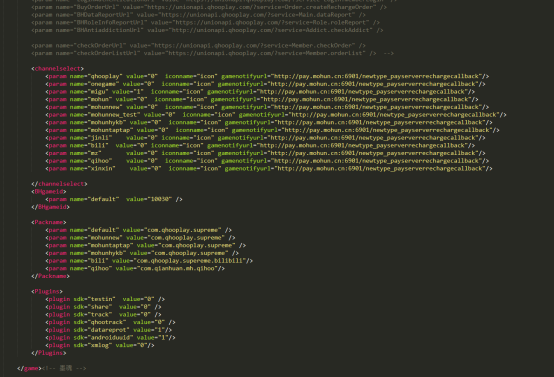 <param name="BuyOrderUrl" value="https://unionapi.qhooplay.com/?service=Order.createRechargeOrder" />
<param name="BHDataReportUrl" value="https://unionapi.qhooplay.com/?service=Main.dataReport" />
<param name="BHRoleInfoReportUrl" value="https://unionapi.qhooplay.com/?service=Role.roleReport" />
<param name="BHAntiaddictionUrl" value="http://unionapi.qhooplay.com/?service=Addict.checkAddict" />
<param name="checkOrderUrl" value="https://unionapi.qhooplay.com/?service=Member.checkOrder" />
<param name="checkOrderListUrl" value="https://unionapi.qhooplay.com/?service=Member.orderList" /> -->
<channelselect>
<param name="qhooplay" value="0" iconname="icon" gamenotifyurl="http://pay.mohun.cn:6901/newtype_payserverrechargecallback"/>
<param name="onegame" value="0" iconname="icon" gamenotifyurl="http://pay.mohun.cn:6901/newtype_payserverrechargecallback"/>
<param name="migu" value="1" iconname="icon" gamenotifyurl="http://pay.mohun.cn:6901/newtype_payserverrechargecallback"/>
<param name="mohun" value="0" iconname="icon" gamenotifyurl="http://pay.mohun.cn:6901/newtype_payserverrechargecallback"/>
<param name="mohunnew" value="0" iconname="icon" gamenotifyurl="http://pay.mohun.cn:6901/newtype_payserverrechargecallback"/>
<param name="mohunnew_test" value="0" iconname="icon" gamenotifyurl="http://pay.mohun.cn:6901/newtype_payserverrechargecallback"/>
<param name="mohunhykb" value="0" iconname="icon" gamenotifyurl="http://pay.mohun.cn:6901/newtype_payserverrechargecallback"/>
<param name="mohuntaptap" value="0" iconname="icon" gamenotifyurl="http://pay.mohun.cn:6901/newtype_payserverrechargecallback"/>
<param name="jinli" value="0" iconname="icon" gamenotifyurl="http://pay.mohun.cn:6901/newtype_payserverrechargecallback"/>
<param name="bili" value="0" iconname="icon" gamenotifyurl="http://pay.mohun.cn:6901/newtype_payserverrechargecallback"/>
<param name="mz" value="0" iconname="icon" gamenotifyurl="http://pay.mohun.cn:6901/newtype_payserverrechargecallback"/>
<param name="qihoo" value="0" iconname="icon" gamenotifyurl="http://pay.mohun.cn:6901/newtype_payserverrechargecallback"/>
<param name="xinxin" value="0" iconname="icon" gamenotifyurl="http://pay.mohun.cn:6901/newtype_payserverrechargecallback"/>
</channelselect>
<BHgameid>
<param name="default" value="10030" />
</BHgameid>
<Packname>
<param name="default" value="com.qhooplay.supreme" />
<param name="mohunnew" value="com.qhooplay.supreme" />
<param name="mohuntaptap" value="com.qhooplay.supreme" />
<param name="mohunhykb" value="com.qhooplay.supreme" />
<param name="bili" value="com.qhooplay.supereme.bilibili"/>
<param name="qihoo" value="com.qianhuan.mh.qihoo"/>
</Packname>
<Plugins>
<plugin sdk="testin" value="0" />
<plugin sdk="share" value="0" />
<plugin sdk="track" value="0" />
<plugin sdk="qhootrack" value="0" />
<plugin sdk="datareprot" value="1"/>
<plugin sdk="androiduuid" value="1"/>
<plugin sdk="xmlog" value="0"/>
</Plugins>
</game><!-- -->